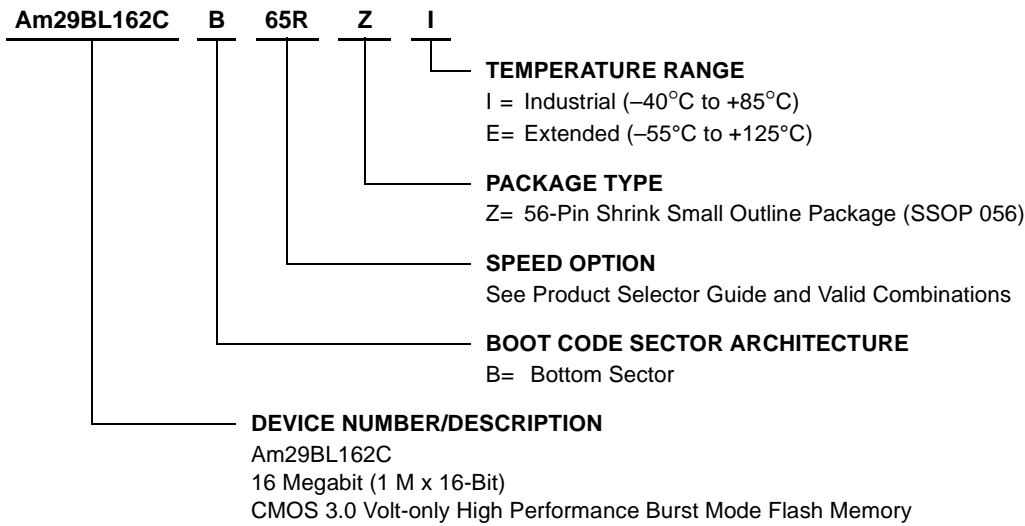 Am29BL162C B 65R Z I
TEMPERATURE RANGE
I = Industrial (–40°C to +85°C)
E= Extended (–55°C to +125°C)
PACKAGE TYPE
Z= 56-Pin Shrink Small Outline Package (SSOP 056)
SPEED OPTION
See Product Selector Guide and Valid Combinations
BOOT CODE SECTOR ARCHITECTURE
B= Bottom Sector
DEVICE NUMBER/DESCRIPTION
Am29BL162C
16 Megabit (1 M x 16-Bit)
CMOS 3.0 Volt-only High Performance Burst Mode Flash Memory